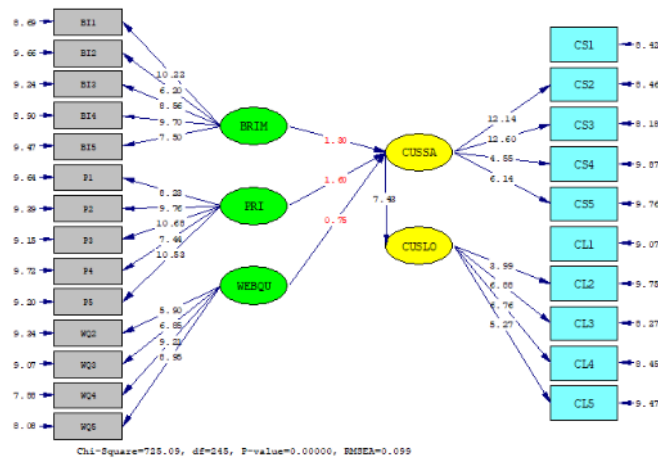 8.69 BI1
9.66 BI2
9.24 BI3
8.90 BI4
9.47 BI5
9.64 P1
9.39 P2
9.15 P3
9.72 P4
9.20 P5
9.34 WQ2
9.07 WQ3
7.88 WQ4
8.08 WQ5
10.22
6.20
8.56
9.70
7.50
8.28
9.76
10.68
7.44
10.53
5.90
6.85
9.21
8.95
BRIM
PRI
WEBQU
1.30
1.60
0.75
CUSSA
7.43
CUSLO
12.14
12.60
4.55
6.14
3.99
6.88
6.76
5.27
CS1 8.42
CS2 8.46
CS3 8.18
CS4 9.87
CS5 9.76
CL1 9.07
CL2 9.78
CL3 8.27
CL4 8.45
CL5 9.47
Chi-Square=725.09, df=245, P-value=0.00000, RMSEA=0.099